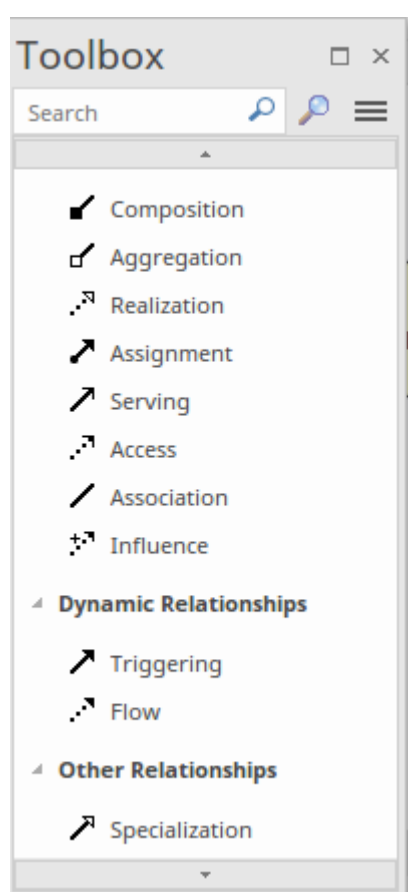 Toolbox
Search
Composition
Aggregation
Realization
Assignment
Serving
Access
Association
Influence
Dynamic Relationships
Triggering
Flow
Other Relationships
Specialization